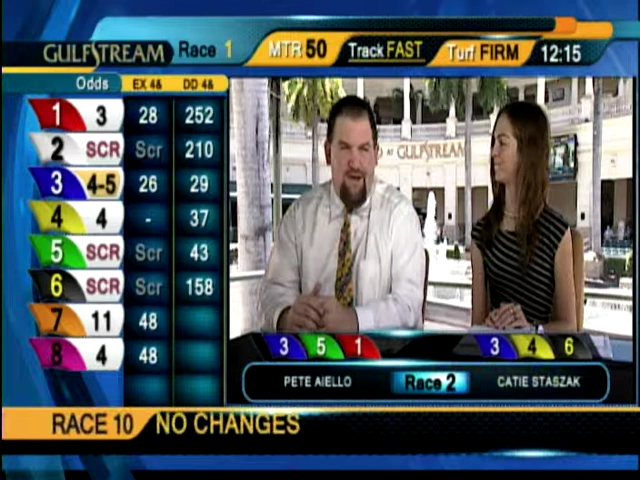 GULFSTREAM Race 1 MTR 50 Track FAST Turf FIRM 12:15
Odds EX 4& DD 4&
1 3 28 252
2 SCR Scr 210
3 4-5 26 29
4 4 - 37
5 SCR Scr 43
6 SCR Scr 158
7 11 48
8 4 48
AT GULFSTREAM
3 5 1 3 4 6
PETE AIELLO Race 2 CATIE STASZAK
RACE 10 NO CHANGES